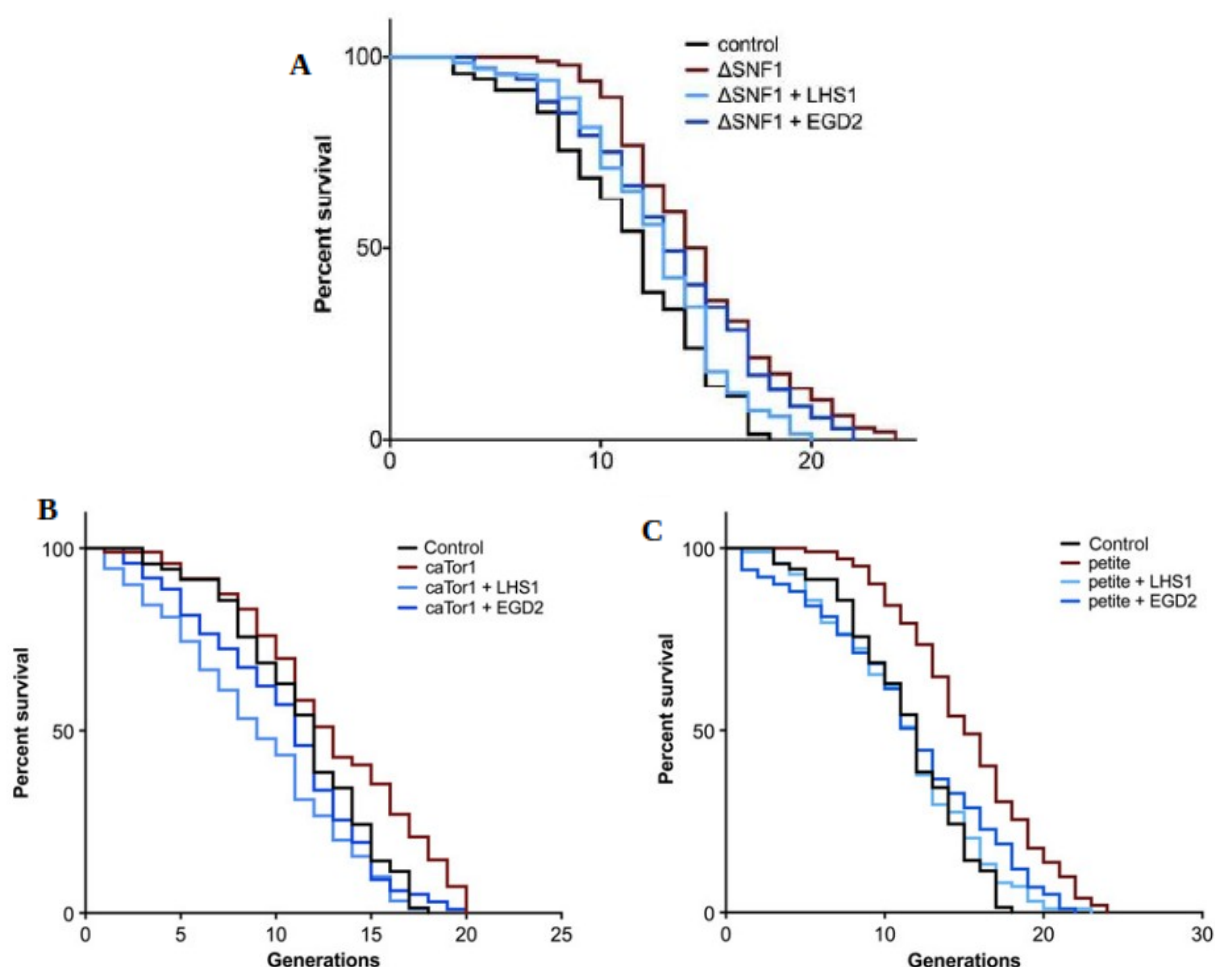 A
control
ΔSNF1
ΔSNF1 + LHS1
ΔSNF1 + EGD2
Percent survival
100
50
0
0 10 20
B
Control
caTor1
caTor1 + LHS1
caTor1 + EGD2
Percent survival
100
50
0
0 5 10 15 20 25
Generations
C
Control
petite
petite + LHS1
petite + EGD2
Percent survival
100
50
0
0 10 20 30
Generations